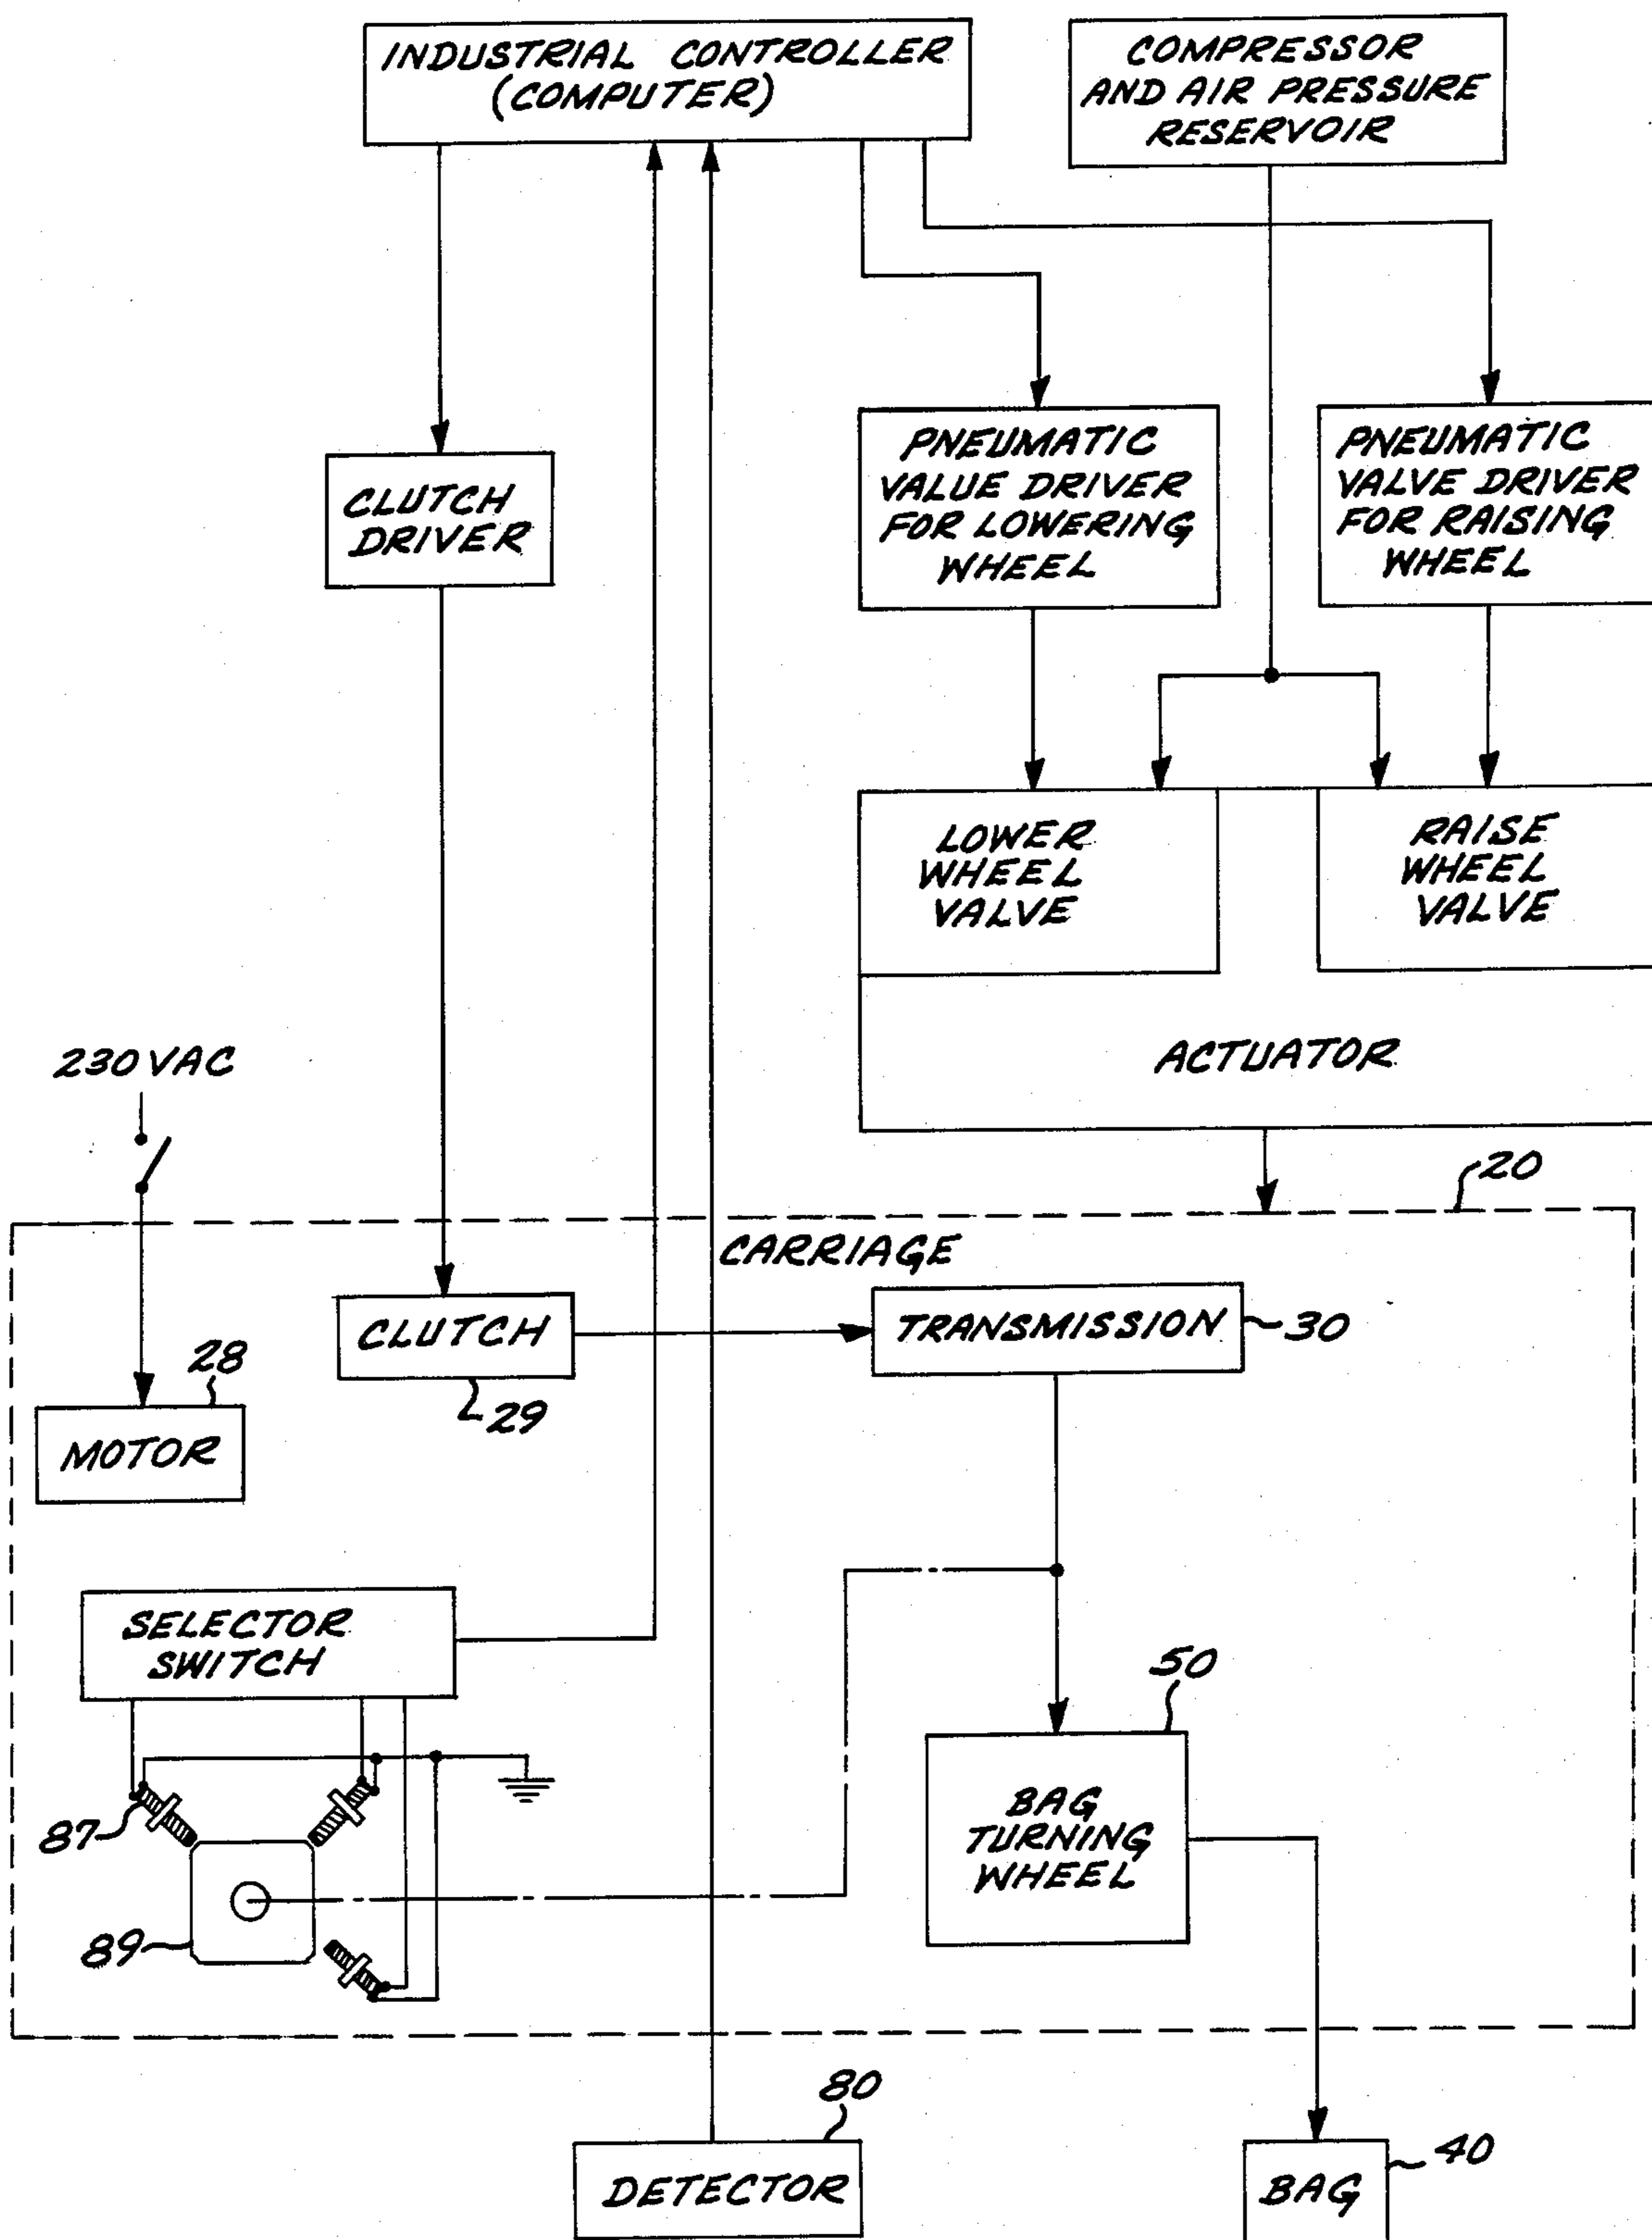 INDUSTRIAL CONTROLLER
(COMPUTER)
COMPRESSOR
AND AIR PRESSURE
RESERVOIR
CLUTCH
DRIVER
PNEUMATIC
VALUE DRIVER
FOR LOWERING
WHEEL
PNEUMATIC
VALVE DRIVER
FOR RAISING
WHEEL
LOWER
WHEEL
VALVE
RAISE
WHEEL
VALVE
ACTUATOR
230 VAC
20
CARRIAGE
CLUTCH
29
TRANSMISSION
30
28
MOTOR
SELECTOR
SWITCH
50
BAG
TURNING
WHEEL
87
89
80
DETECTOR
40
BAG